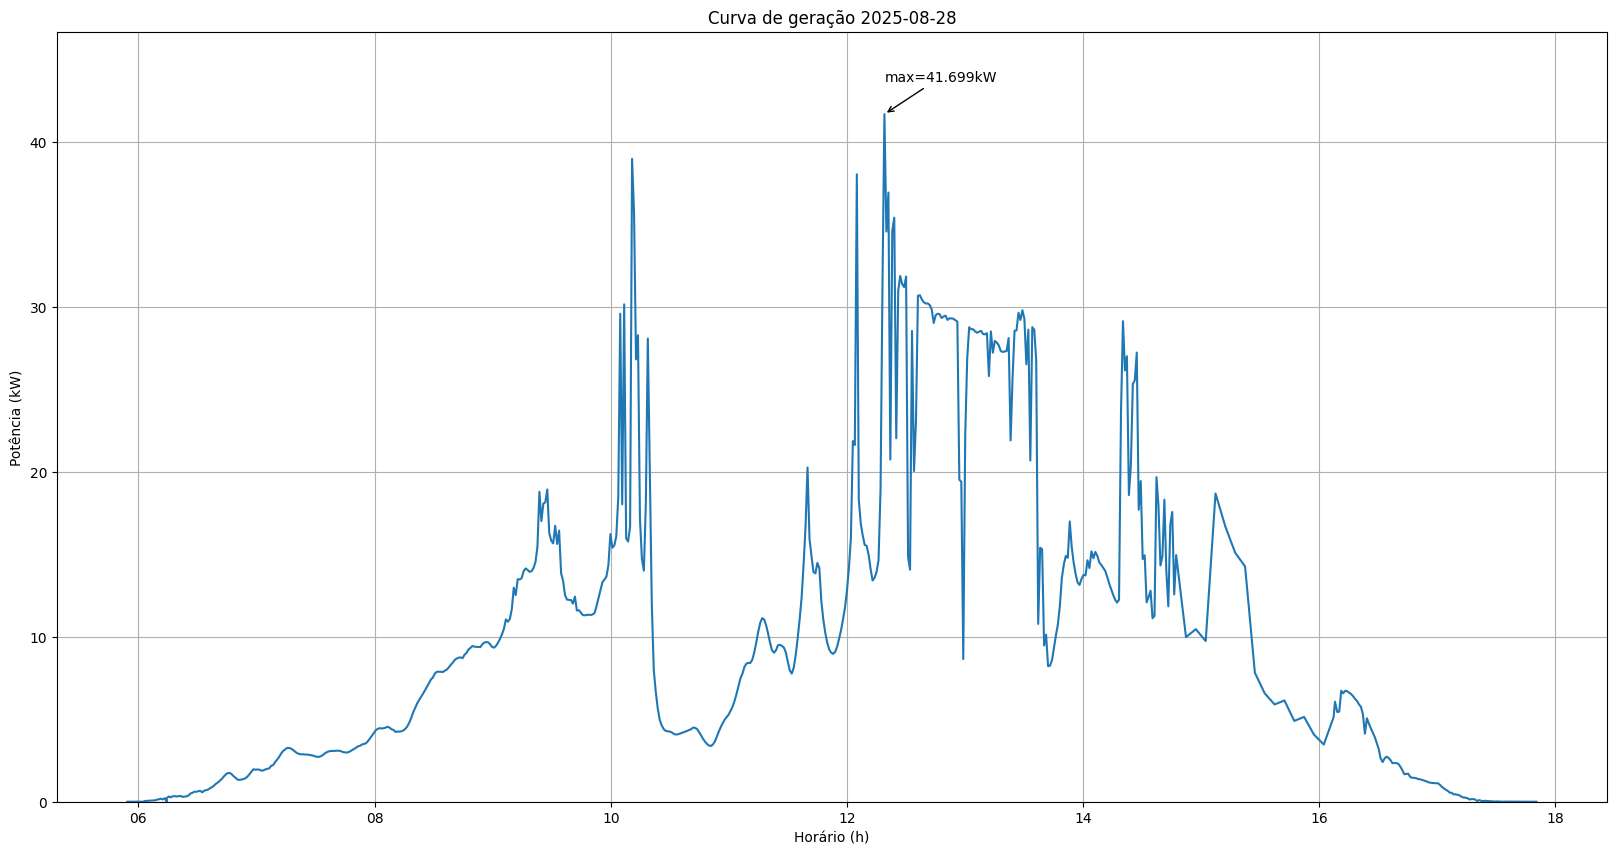 Curva de geração 2025-08-28
max=41.699kW
Potência (kW)
40
30
20
10
0
06 08 10 12 14 16 18
Horário (h)